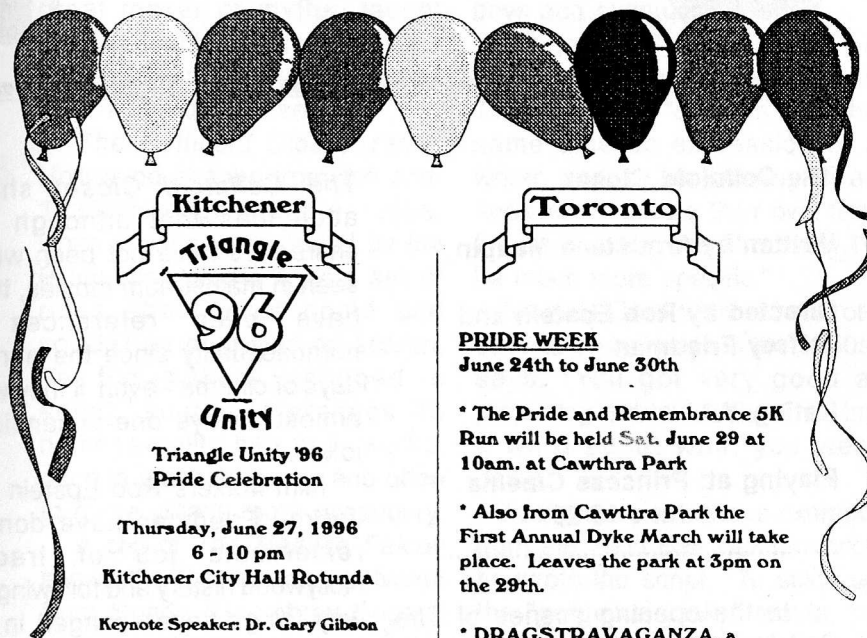 Kitchener
Triangle
96
Unity
Triangle Unity '96
Pride Celebration
Thursday, June 27, 1996
6 - 10 pm
Kitchener City Hall Rotunda
Keynote Speaker: Dr. Gary Gibson
Toronto
PRIDE WEEK
June 24th to June 30th
* The Pride and Remembrance 5K
Run will be held Sat. June 29 at
10am. at Cawthra Park
* Also from Cawthra Park the
First Annual Dyke March will take
place. Leaves the park at 3pm on
the 29th.
* DRAGSTRAVAGANZA